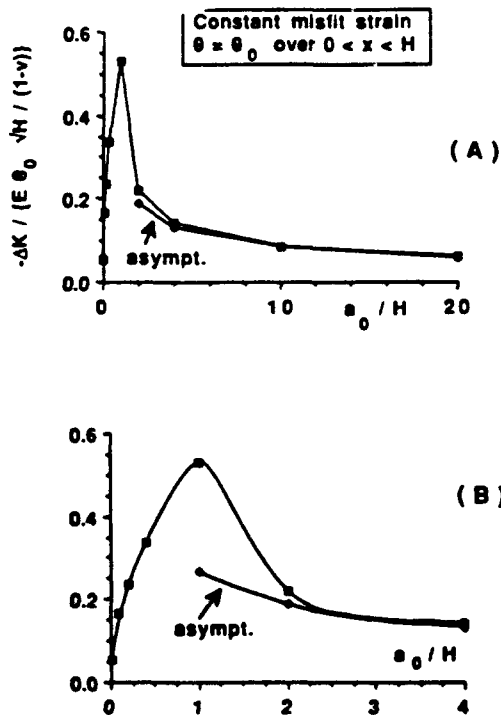 Constant misfit strain
θ = θ₀ over 0 < x < H
0.6
0.4
0.2
0.0
-ΔK / {E θ₀ √H / (1-ν)}
(A)
asympt.
0
10
20
a₀ / H
0.6
0.4
0.2
0.0
(B)
asympt.
a₀ / H
0
1
2
3
4